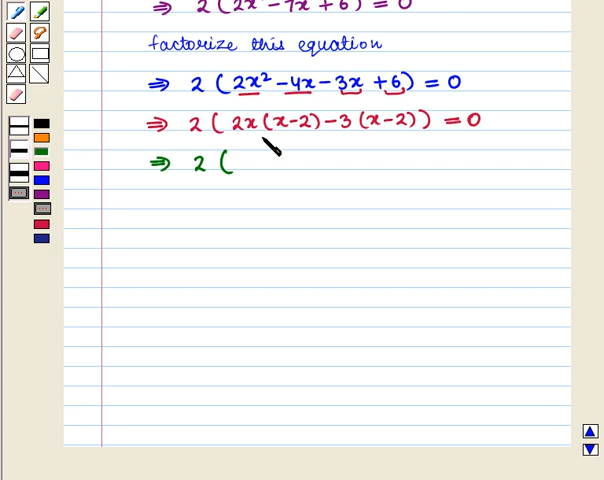 ⇒ 2 ( 2x² - 7x + 6 ) = 0
factorize this equation
⇒ 2 ( 2x² - 4x - 3x + 6 ) = 0
⇒ 2 ( 2x ( x - 2 ) - 3 ( x - 2 ) ) = 0
⇒ 2 (